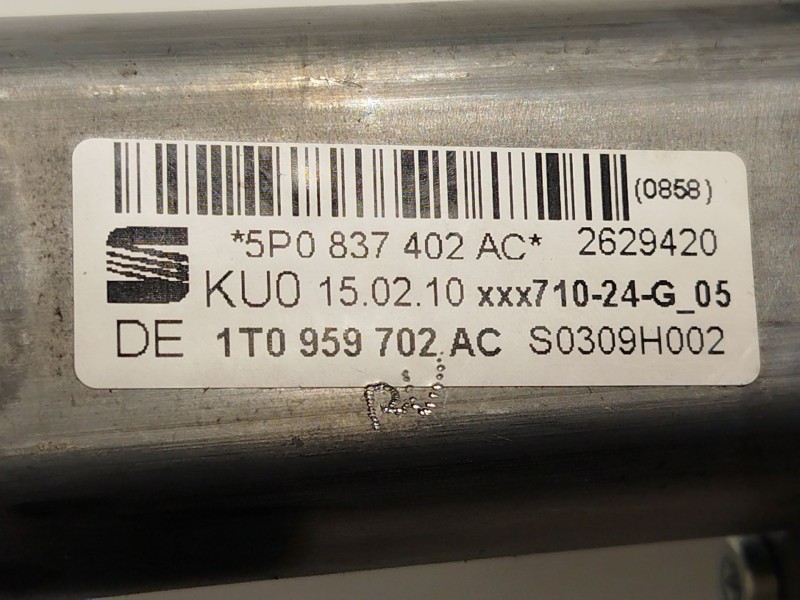 (0858)
*5P0 837 402 AC* 2629420
KU0 15.02.10 xxx710-24-G_05
DE 1T0 959 702 AC S0309H002